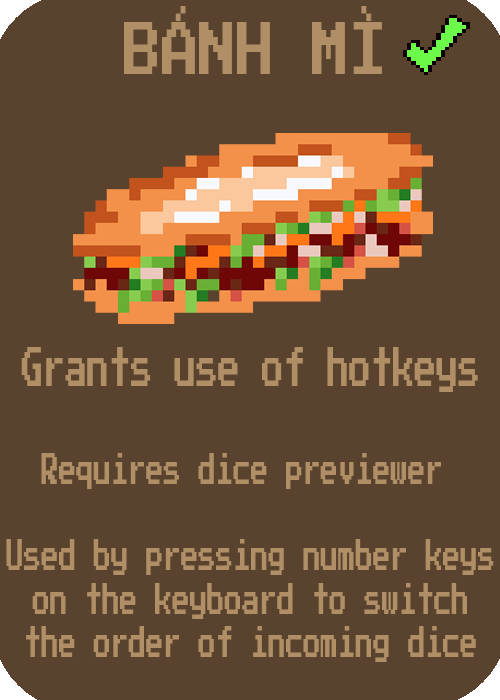 BÁNH MÌ
Grants use of hotkeys
Requires dice previewer
Used by pressing number keys
on the keyboard to switch
the order of incoming dice